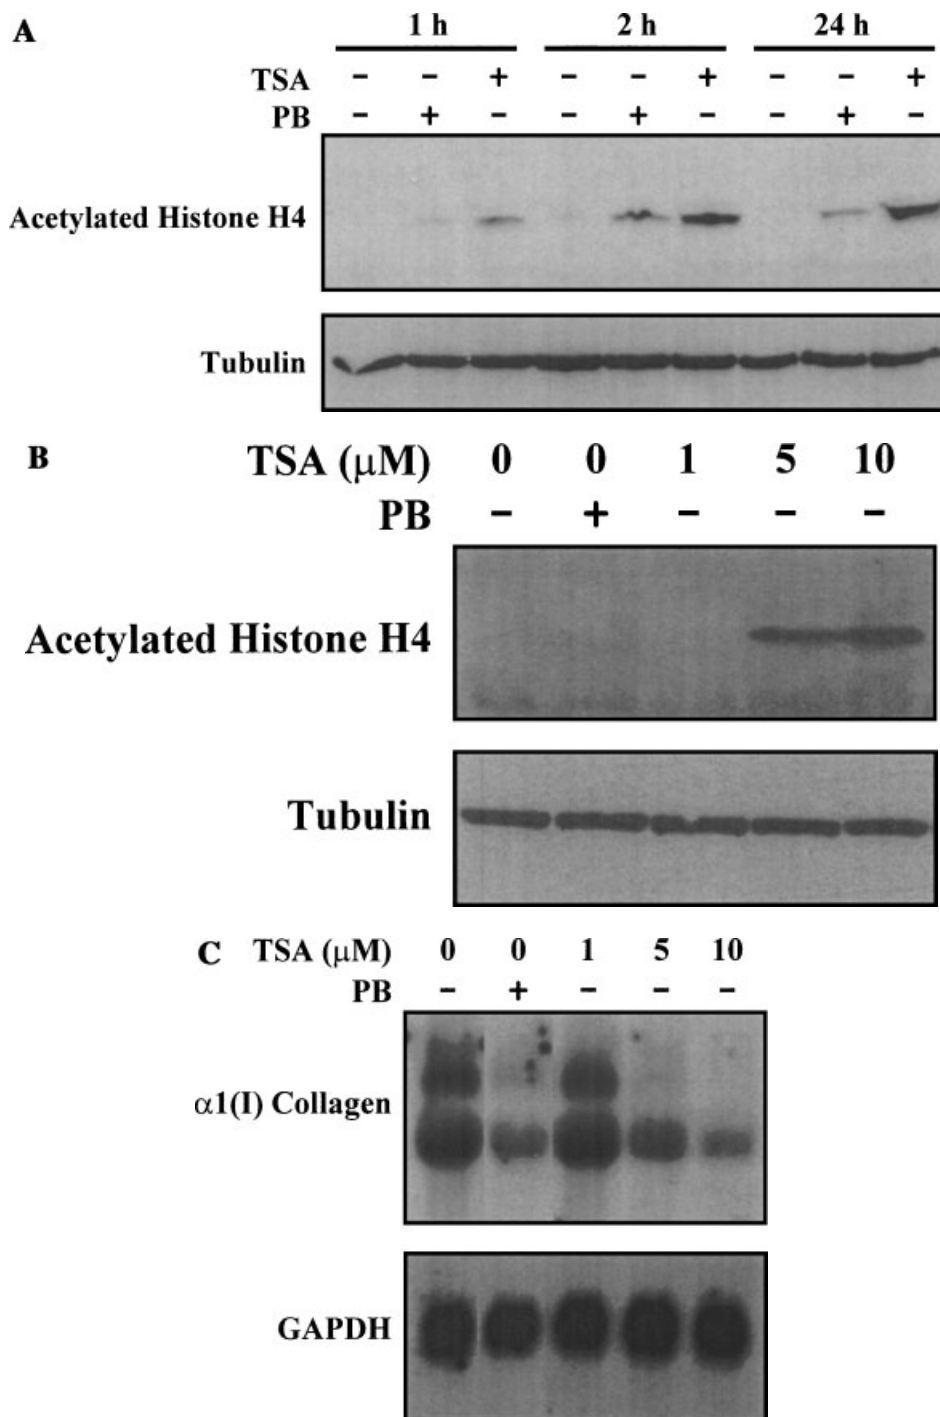 A 1 h 2 h 24 h
TSA – – + – – + – – +
PB – + – – + – – + –
Acetylated Histone H4
Tubulin
B TSA (μM) 0 0 1 5 10
PB – + – – –
Acetylated Histone H4
Tubulin
C TSA (μM) 0 0 1 5 10
PB – + – – –
α1(I) Collagen
GAPDH